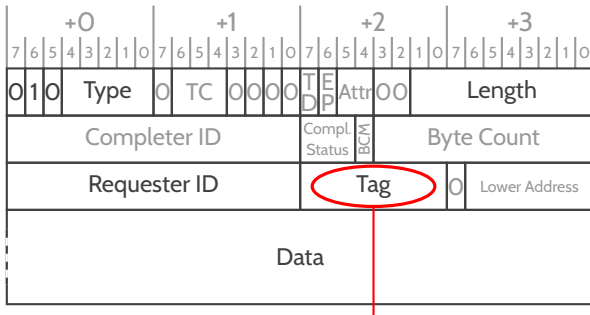 +0 +1 +2 +3
7 6 5 4 3 2 1 0 7 6 5 4 3 2 1 0 7 6 5 4 3 2 1 0 7 6 5 4 3 2 1 0
0 1 0 Type 0 TC 0 0 0 0 TD EP Attr 0 0 Length
Completer ID Compl. Status BCM Byte Count
Requester ID Tag 0 Lower Address
Data